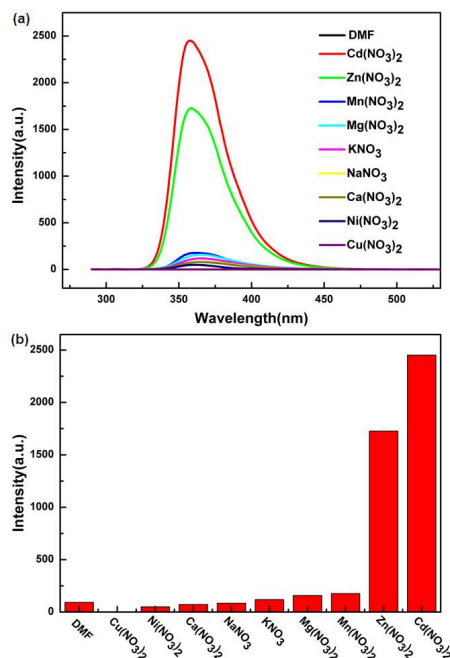 (a)
2500
2000
1500
1000
500
0
Intensity(a.u.)
DMF
Cd(NO3)2
Zn(NO3)2
Mn(NO3)2
Mg(NO3)2
KNO3
NaNO3
Ca(NO3)2
Ni(NO3)2
Cu(NO3)2
300 350 400 450 500
Wavelength(nm)
(b)
2500
2000
1500
1000
500
0
Intensity(a.u.)
DMF
Cu(NO3)2
Ni(NO3)2
Ca(NO3)2
NaNO3
KNO3
Mg(NO3)2
Mn(NO3)2
Zn(NO3)2
Cd(NO3)2